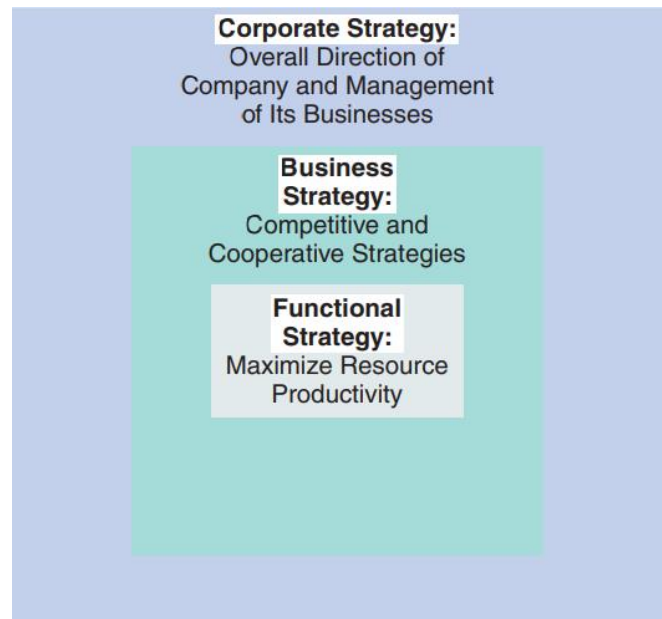 Corporate Strategy:
Overall Direction of
Company and Management
of Its Businesses
Business
Strategy:
Competitive and
Cooperative Strategies
Functional
Strategy:
Maximize Resource
Productivity